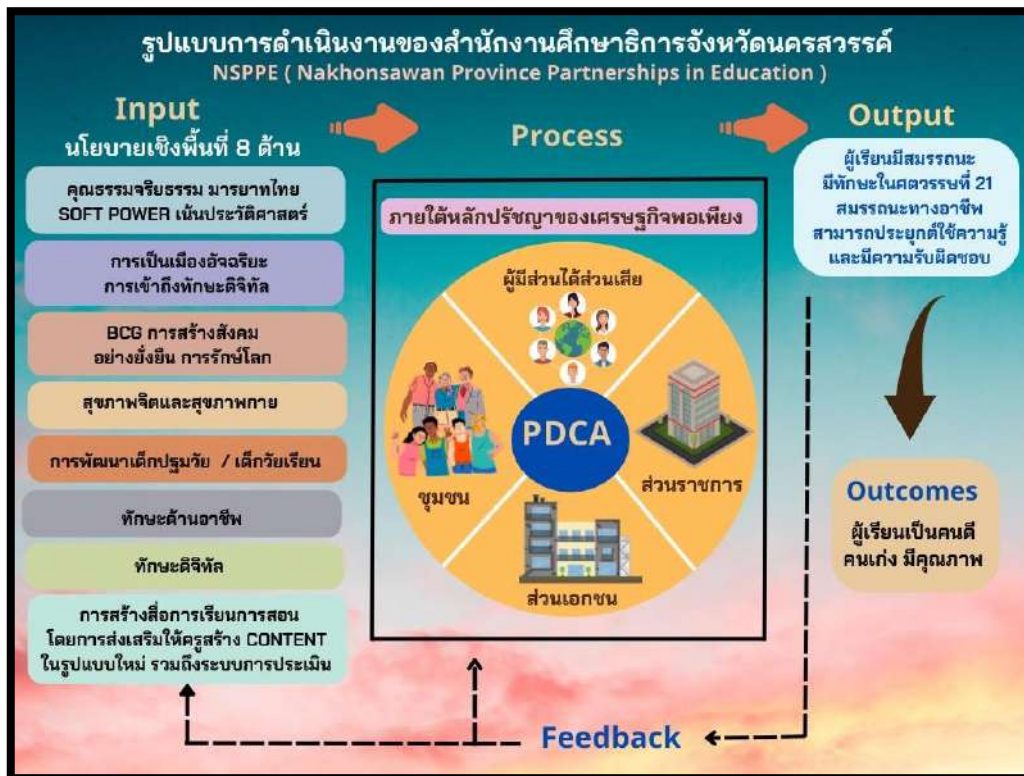 รูปแบบการดำเนินงานของสำนักงานศึกษาธิการจังหวัดนครสวรรค์
NSPPE ( Nakhonsawan Province Partnerships in Education )
Input
นโยบายเชิงพื้นที่ 8 ด้าน
คุณธรรมจริยธรรม มารยาทไทย
SOFT POWER เน้นประวัติศาสตร์
การเป็นเมืองอัจฉริยะ
การเข้าถึงทักษะดิจิทัล
BCG การสร้างสังคม
อย่างยั่งยืน การรักษ์โลก
สุขภาพจิตและสุขภาพกาย
การพัฒนาเด็กปฐมวัย / เด็กวัยเรียน
ทักษะด้านอาชีพ
ทักษะดิจิทัล
การสร้างสื่อการเรียนการสอน
โดยการส่งเสริมให้ครูสร้าง CONTENT
ในรูปแบบใหม่ รวมถึงระบบการประเมิน
Process
ภายใต้หลักปรัชญาของเศรษฐกิจพอเพียง
ผู้มีส่วนได้ส่วนเสีย
PDCA
ชุมชน
ส่วนราชการ
ส่วนเอกชน
Output
ผู้เรียนมีสมรรถนะ
มีทักษะในศตวรรษที่ 21
สมรรถนะทางอาชีพ
สามารถประยุกต์ใช้ความรู้
และมีความรับผิดชอบ
Outcomes
ผู้เรียนเป็นคนดี
คนเก่ง มีคุณภาพ
Feedback